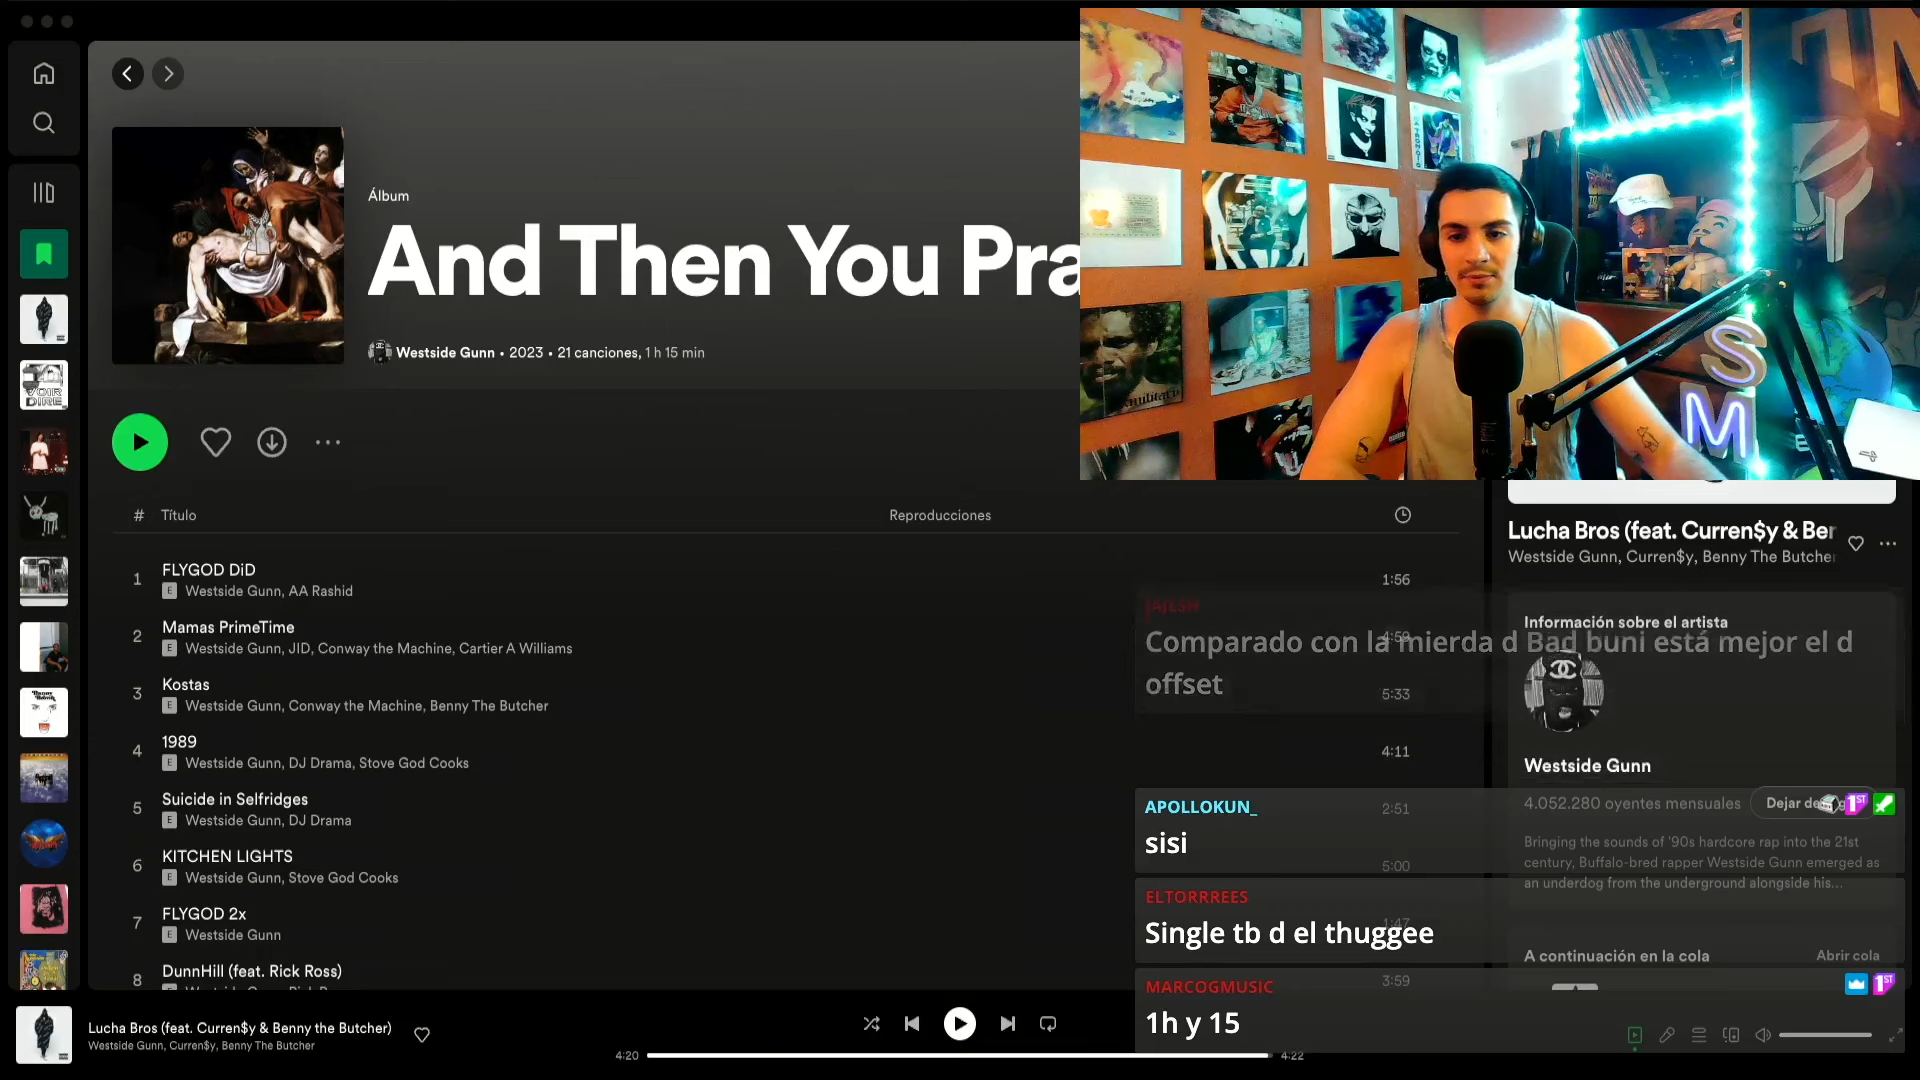 Álbum
And Then You Pra
Westside Gunn • 2023 • 21 canciones, 1 h 15 min
# Título Reproducciones
1 FLYGOD DiD 1:56
E Westside Gunn, AA Rashid
2 Mamas PrimeTime 4:59
E Westside Gunn, JID, Conway the Machine, Cartier A Williams
3 Kostas 5:33
E Westside Gunn, Conway the Machine, Benny The Butcher
4 1989 4:11
E Westside Gunn, DJ Drama, Stove God Cooks
5 Suicide in Selfridges 2:51
E Westside Gunn, DJ Drama
6 KITCHEN LIGHTS 5:00
E Westside Gunn, Stove God Cooks
7 FLYGOD 2x 1:47
E Westside Gunn
8 DunnHill (feat. Rick Ross) 3:59
Lucha Bros (feat. Curren$y & Ber
Westside Gunn, Curren$y, Benny The Butcher
Información sobre el artista
Westside Gunn
4.052.280 oyentes mensuales
Dejar de
Bringing the sounds of '90s hardcore rap into the 21st
century, Buffalo-bred rapper Westside Gunn emerged as
an underdog from the underground alongside his...
A continuación en la cola Abrir cola
Comparado con la mierda d Bad buni está mejor el d
offset
APOLLOKUN_
1ST
sisi
ELTORRREES
Single tb d el thuggee
MARCOGMUSIC
1ST
1h y 15
Lucha Bros (feat. Curren$y & Benny the Butcher)
Westside Gunn, Curren$y, Benny The Butcher
4:20 4:22
VOIR
DIRE
S
M